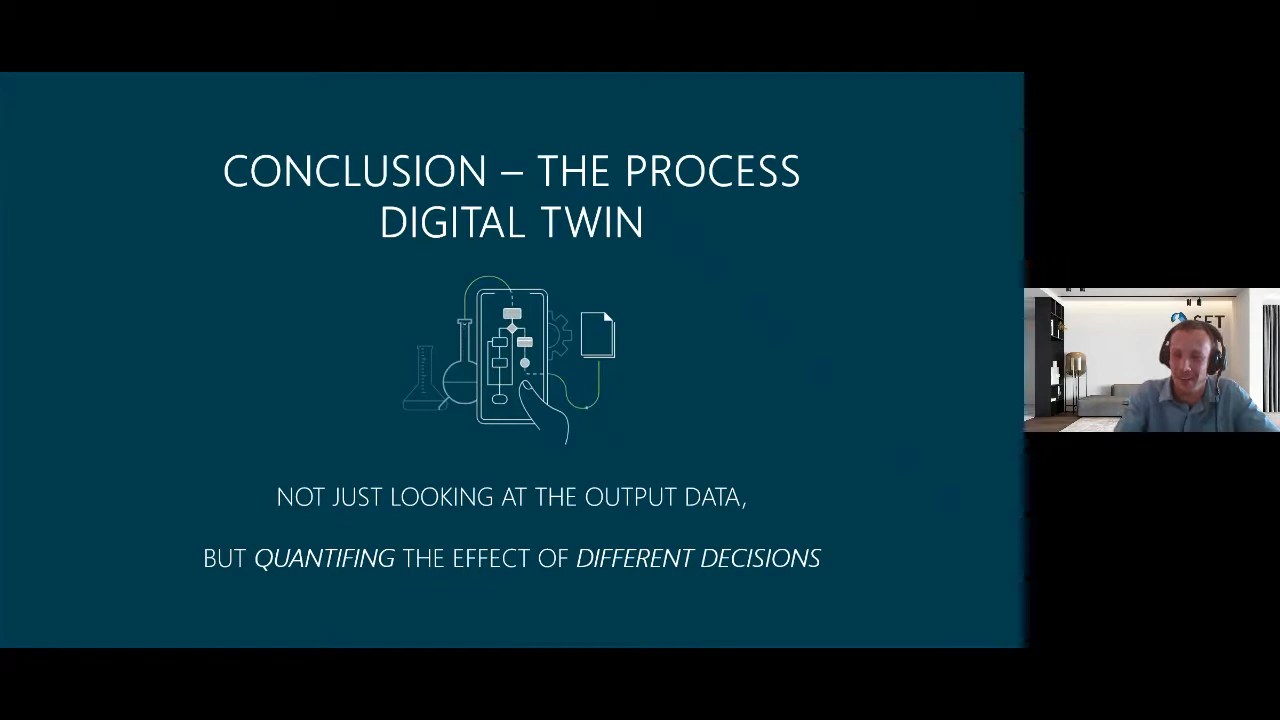 CONCLUSION – THE PROCESS
DIGITAL TWIN
NOT JUST LOOKING AT THE OUTPUT DATA,
BUT QUANTIFING THE EFFECT OF DIFFERENT DECISIONS